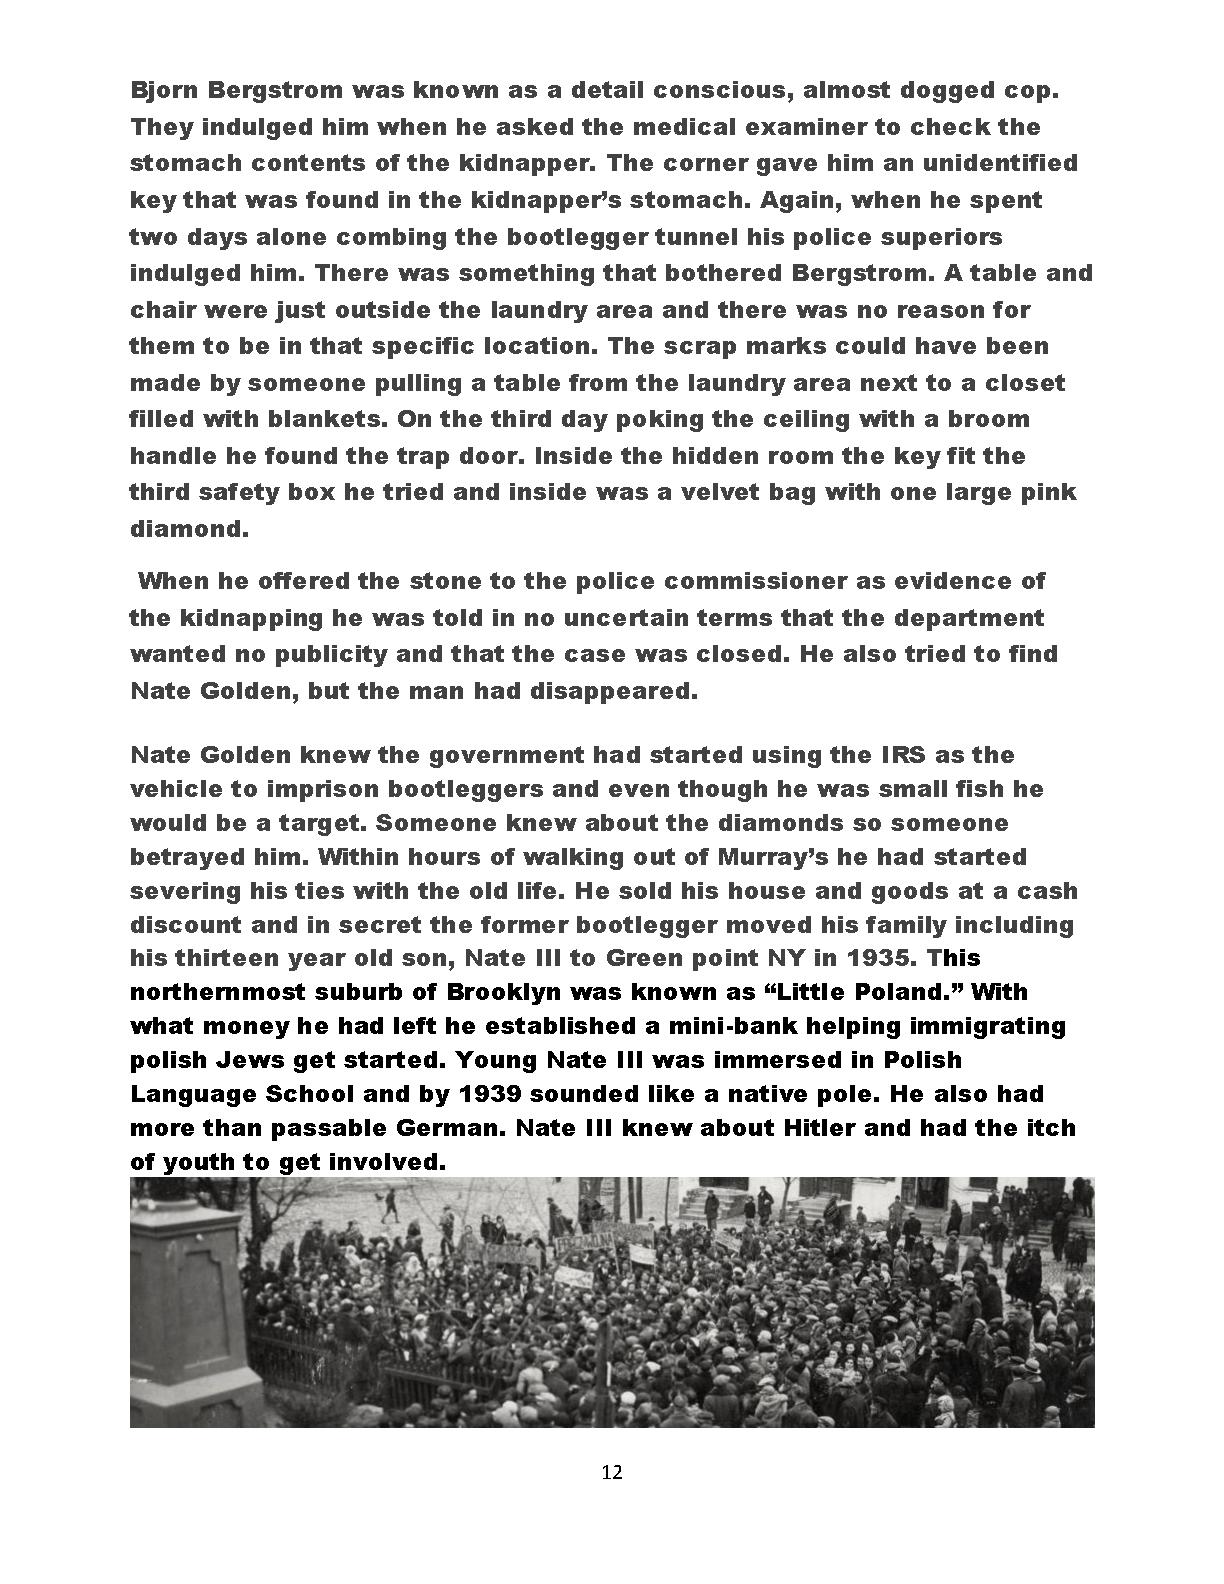 Bjorn Bergstrom was known as a detail conscious, almost dogged cop.
They indulged him when he asked the medical examiner to check the
stomach contents of the kidnapper. The corner gave him an unidentified
key that was found in the kidnapper’s stomach. Again, when he spent
two days alone combing the bootlegger tunnel his police superiors
indulged him. There was something that bothered Bergstrom. A table and
chair were just outside the laundry area and there was no reason for
them to be in that specific location. The scrap marks could have been
made by someone pulling a table from the laundry area next to a closet
filled with blankets. On the third day poking the ceiling with a broom
handle he found the trap door. Inside the hidden room the key fit the
third safety box he tried and inside was a velvet bag with one large pink
diamond.
When he offered the stone to the police commissioner as evidence of
the kidnapping he was told in no uncertain terms that the department
wanted no publicity and that the case was closed. He also tried to find
Nate Golden, but the man had disappeared.
Nate Golden knew the government had started using the IRS as the
vehicle to imprison bootleggers and even though he was small fish he
would be a target. Someone knew about the diamonds so someone
betrayed him. Within hours of walking out of Murray’s he had started
severing his ties with the old life. He sold his house and goods at a cash
discount and in secret the former bootlegger moved his family including
his thirteen year old son, Nate III to Green point NY in 1935. This
northernmost suburb of Brooklyn was known as “Little Poland.” With
what money he had left he established a mini-bank helping immigrating
polish Jews get started. Young Nate III was immersed in Polish
Language School and by 1939 sounded like a native pole. He also had
more than passable German. Nate III knew about Hitler and had the itch
of youth to get involved.
12